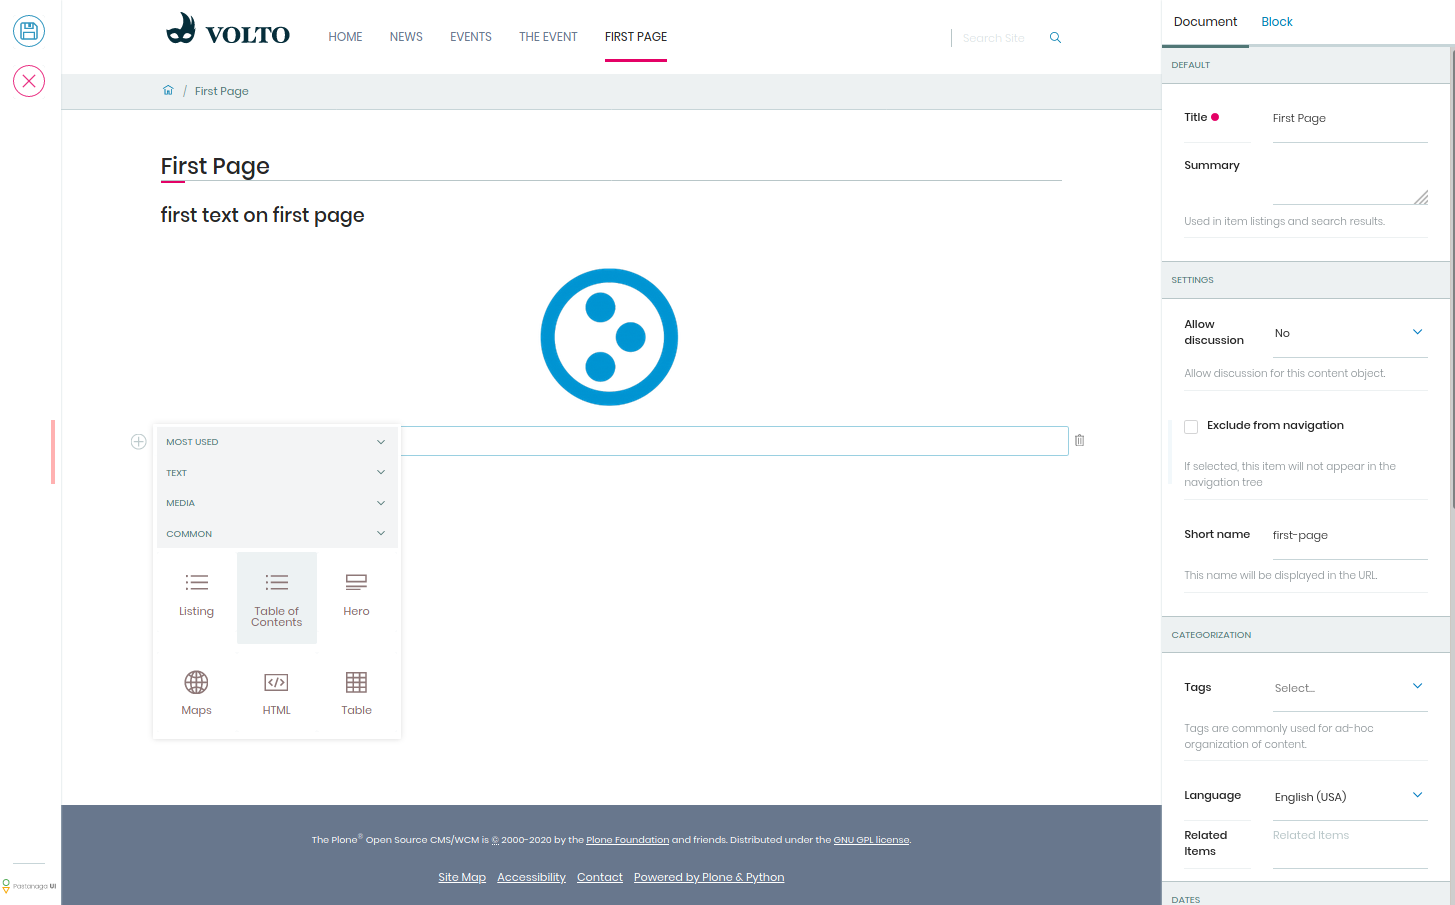 VOLTO
HOME NEWS EVENTS THE EVENT FIRST PAGE
Search Site
/ First Page
First Page
first text on first page
MOST USED
TEXT
MEDIA
COMMON
Listing
Table of
Contents
Hero
Maps
HTML
Table
The Plone® Open Source CMS/WCM is © 2000-2020 by the Plone Foundation and friends. Distributed under the GNU GPL license.
Site Map Accessibility Contact Powered by Plone & Python
Pastanaga UI
Document Block
DEFAULT
Title First Page
Summary
Used in item listings and search results.
SETTINGS
Allow
discussion
No
Allow discussion for this content object.
Exclude from navigation
If selected, this item will not appear in the
navigation tree
Short name first-page
This name will be displayed in the URL.
CATEGORIZATION
Tags Select...
Tags are commonly used for ad-hoc
organization of content.
Language English (USA)
Related
Items
Related Items
DATES